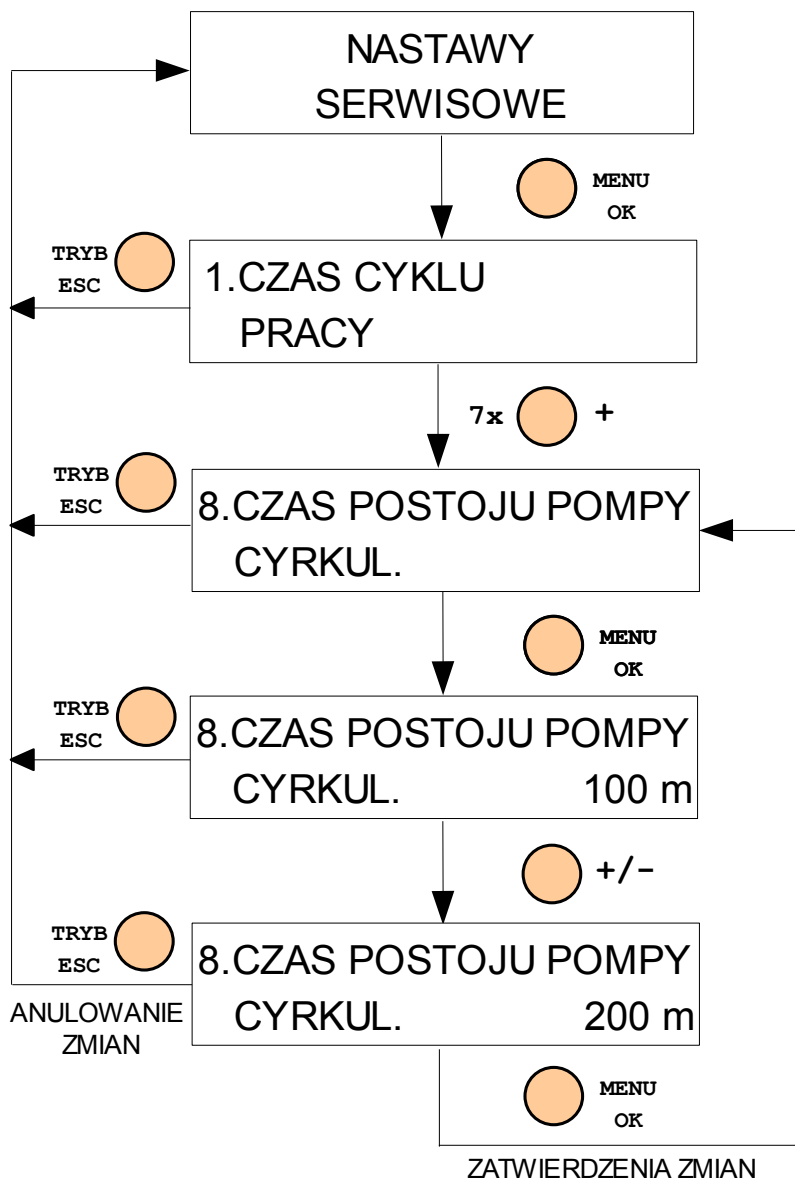 NASTAWY
SERWISOWE
MENU
OK
TRYB
ESC
1.CZAS CYKLU
PRACY
7x +
TRYB
ESC
8.CZAS POSTOJU POMPY
CYRKUL.
MENU
OK
TRYB
ESC
8.CZAS POSTOJU POMPY
CYRKUL. 100 m
+/-
TRYB
ESC
8.CZAS POSTOJU POMPY
CYRKUL. 200 m
ANULOWANIE
ZMIAN
MENU
OK
ZATWIERDZENIA ZMIAN